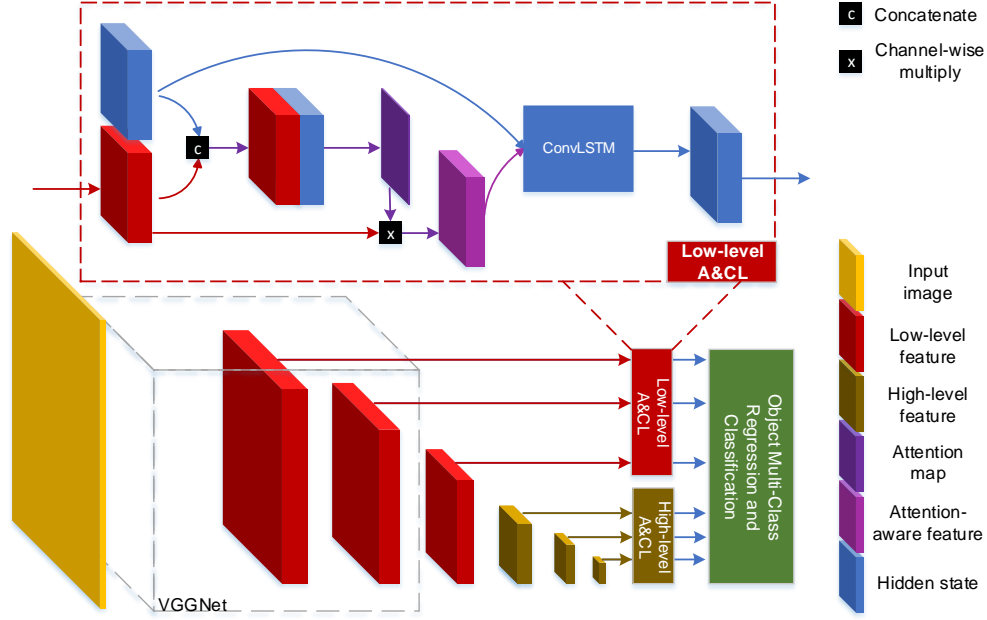 c
Concatenate
x
Channel-wise
multiply
c
ConvLSTM
x
Low-level
A&CL
Input
image
Low-level
feature
High-level
feature
Attention
map
Attention-
aware feature
Hidden state
Low-level
A&CL
High-level
A&CL
Object Multi-Class
Regression and
Classification
VGGNet